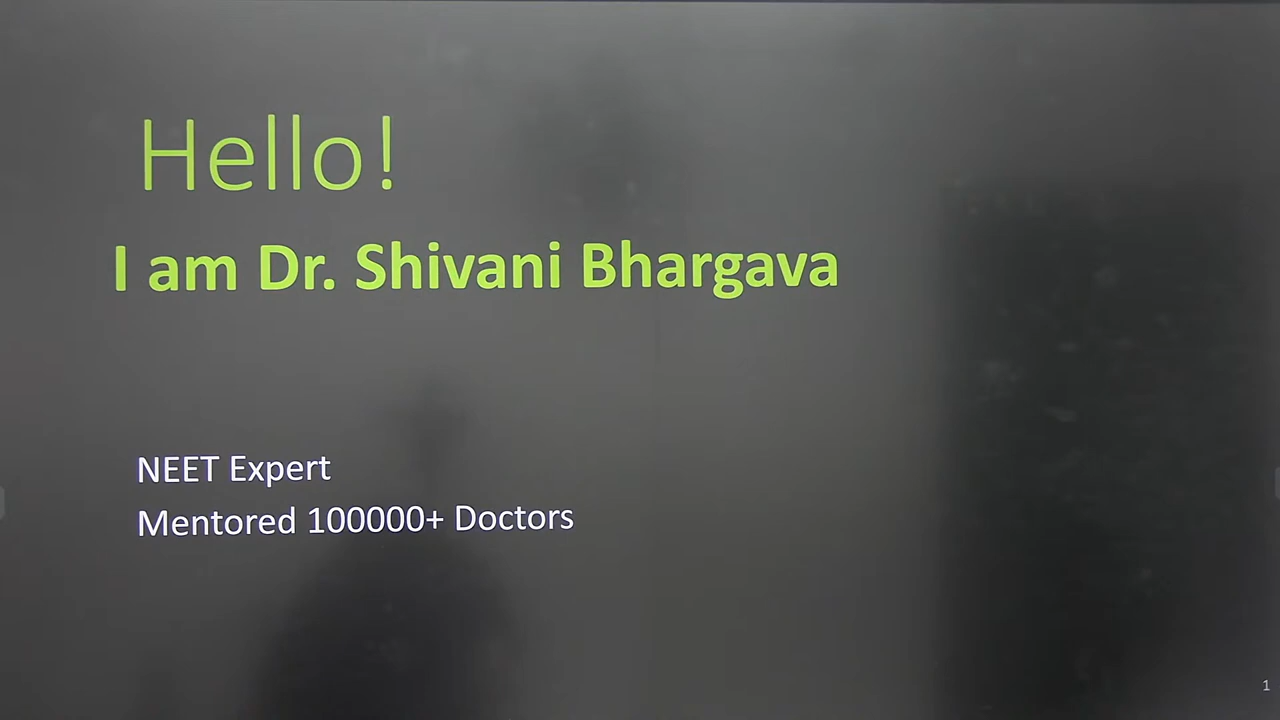 Hello!
I am Dr. Shivani Bhargava
NEET Expert
Mentored 100000+ Doctors
1